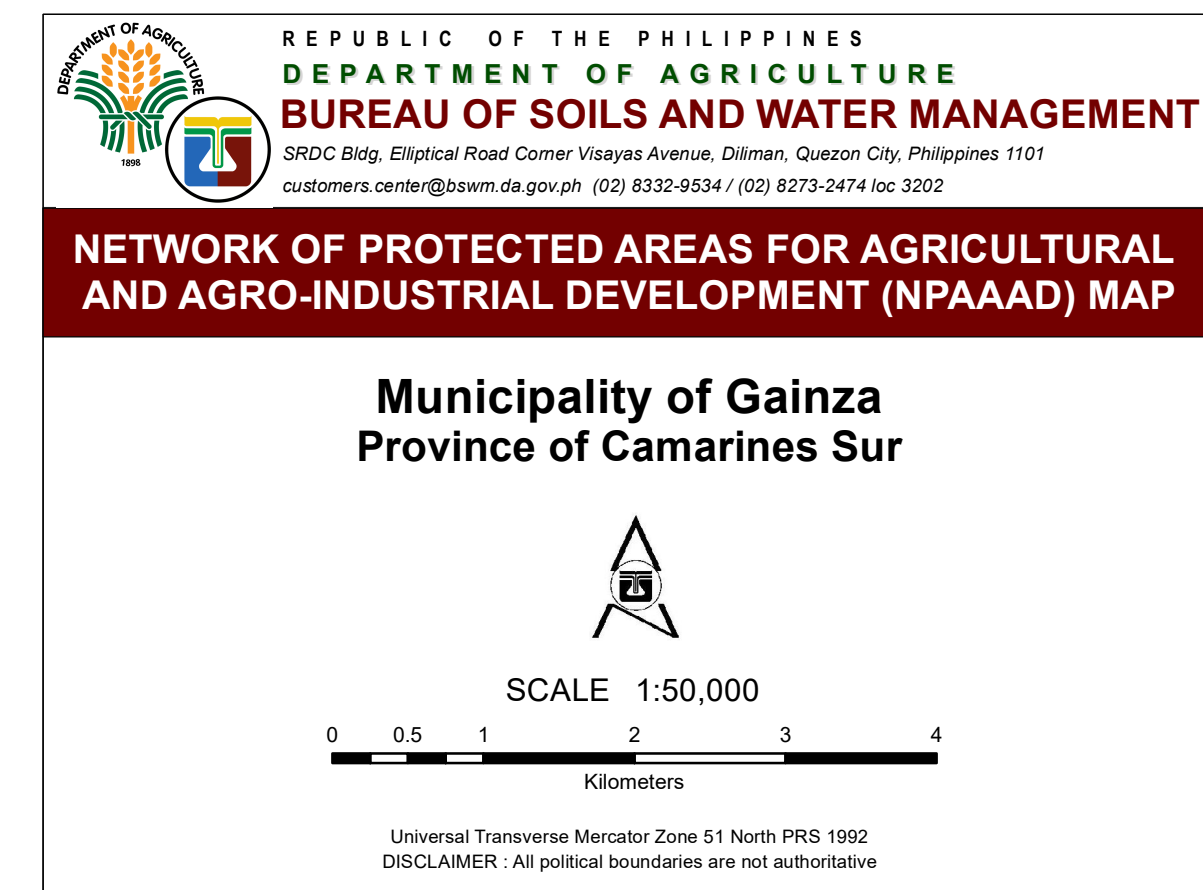 DEPARTMENT OF AGRICULTURE
1898
REPUBLIC OF THE PHILIPPINES
DEPARTMENT OF AGRICULTURE
BUREAU OF SOILS AND WATER MANAGEMENT
SRDC Bldg, Elliptical Road Corner Visayas Avenue, Diliman, Quezon City, Philippines 1101
customers.center@bswm.da.gov.ph (02) 8332-9534 / (02) 8273-2474 loc 3202
NETWORK OF PROTECTED AREAS FOR AGRICULTURAL
AND AGRO-INDUSTRIAL DEVELOPMENT (NPAAAD) MAP
Municipality of Gainza
Province of Camarines Sur
SCALE 1:50,000
0 0.5 1 2 3 4
Kilometers
Universal Transverse Mercator Zone 51 North PRS 1992
DISCLAIMER : All political boundaries are not authoritative